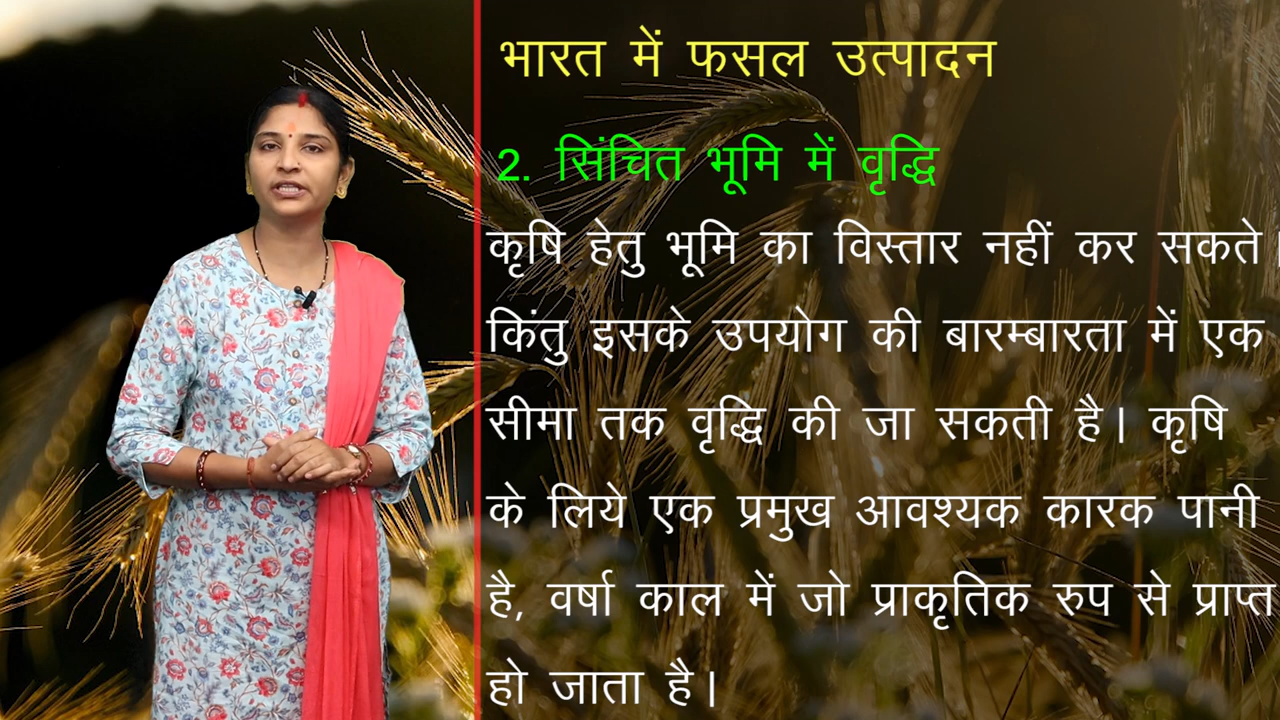 भारत में फसल उत्पादन
2. सिंचित भूमि में वृद्धि
कृषि हेतु भूमि का विस्तार नहीं कर सकते।
किंतु इसके उपयोग की बारम्बारता में एक
सीमा तक वृद्धि की जा सकती है। कृषि
के लिये एक प्रमुख आवश्यक कारक पानी
है, वर्षा काल में जो प्राकृतिक रुप से प्राप्त
हो जाता है।